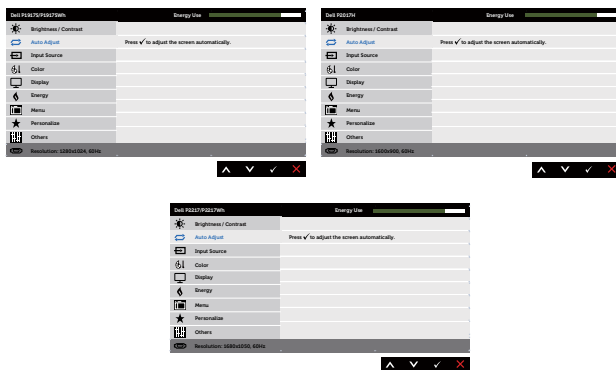 Dell P1917S/P1917SWh Energy Use
Brightness / Contrast
Auto Adjust Press ✓ to adjust the screen automatically.
Input Source
Color
Display
Energy
Menu
Personalize
Others
Resolution: 1280x1024, 60Hz
Dell P2017H Energy Use
Brightness / Contrast
Auto Adjust Press ✓ to adjust the screen automatically.
Input Source
Color
Display
Energy
Menu
Personalize
Others
Resolution: 1600x900, 60Hz
Dell P2217/P2217Wh Energy Use
Brightness / Contrast
Auto Adjust Press ✓ to adjust the screen automatically.
Input Source
Color
Display
Energy
Menu
Personalize
Others
Resolution: 1680x1050, 60Hz